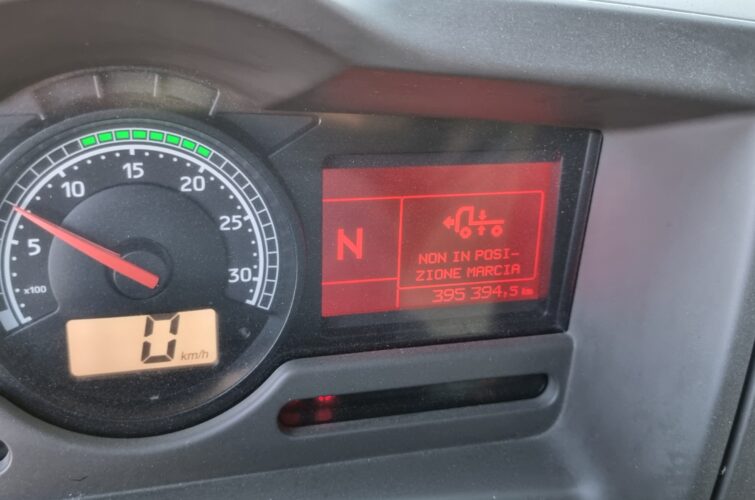 5
10
15
20
25
30
x100
0
km/h
N
NON IN POSI-
ZIONE MARCIA
395 394,5 km